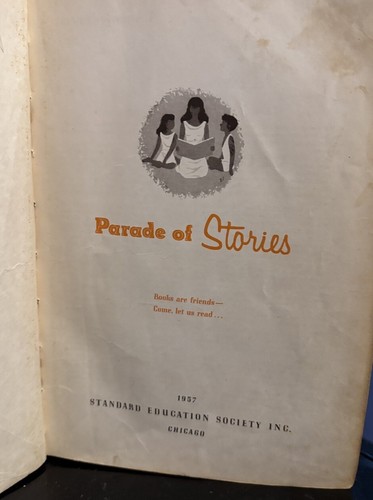 Parade of Stories
Books are friends—
Come, let us read...
1957
STANDARD EDUCATION SOCIETY INC.
CHICAGO